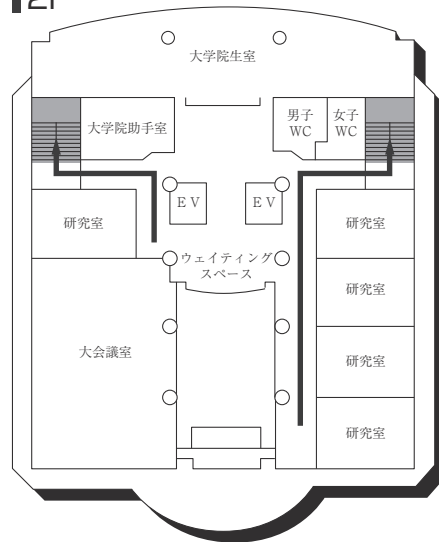 2F
大学院生室
大学院助手室
男子
WC
女子
WC
EV
EV
研究室
研究室
ウェイティング
スペース
研究室
大会議室
研究室
研究室